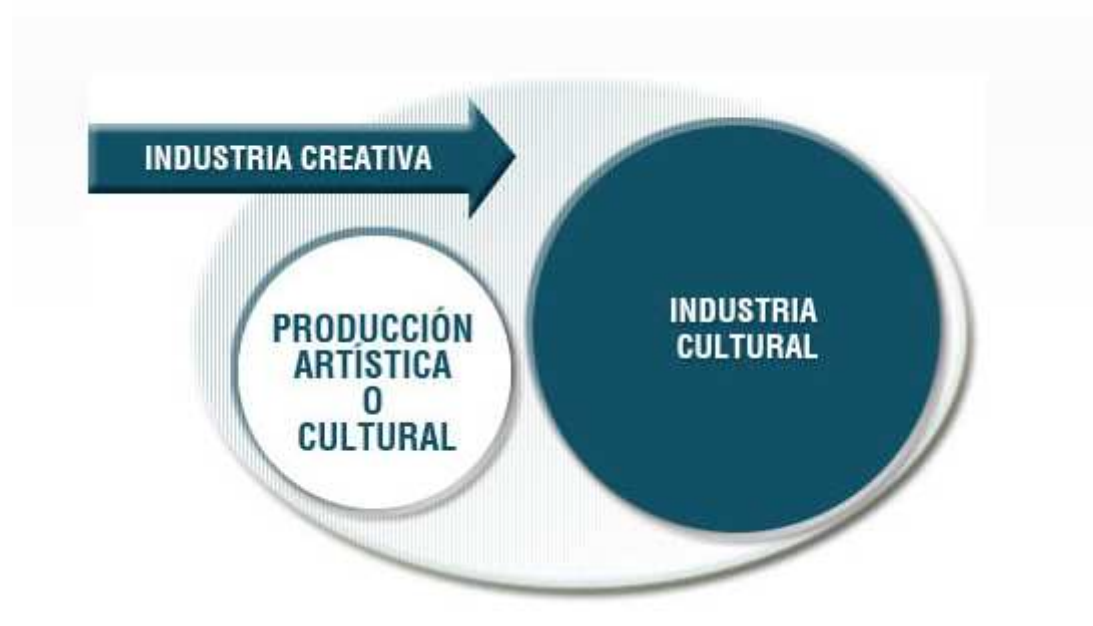 INDUSTRIA CREATIVA
PRODUCCIÓN
ARTÍSTICA
O
CULTURAL
INDUSTRIA
CULTURAL